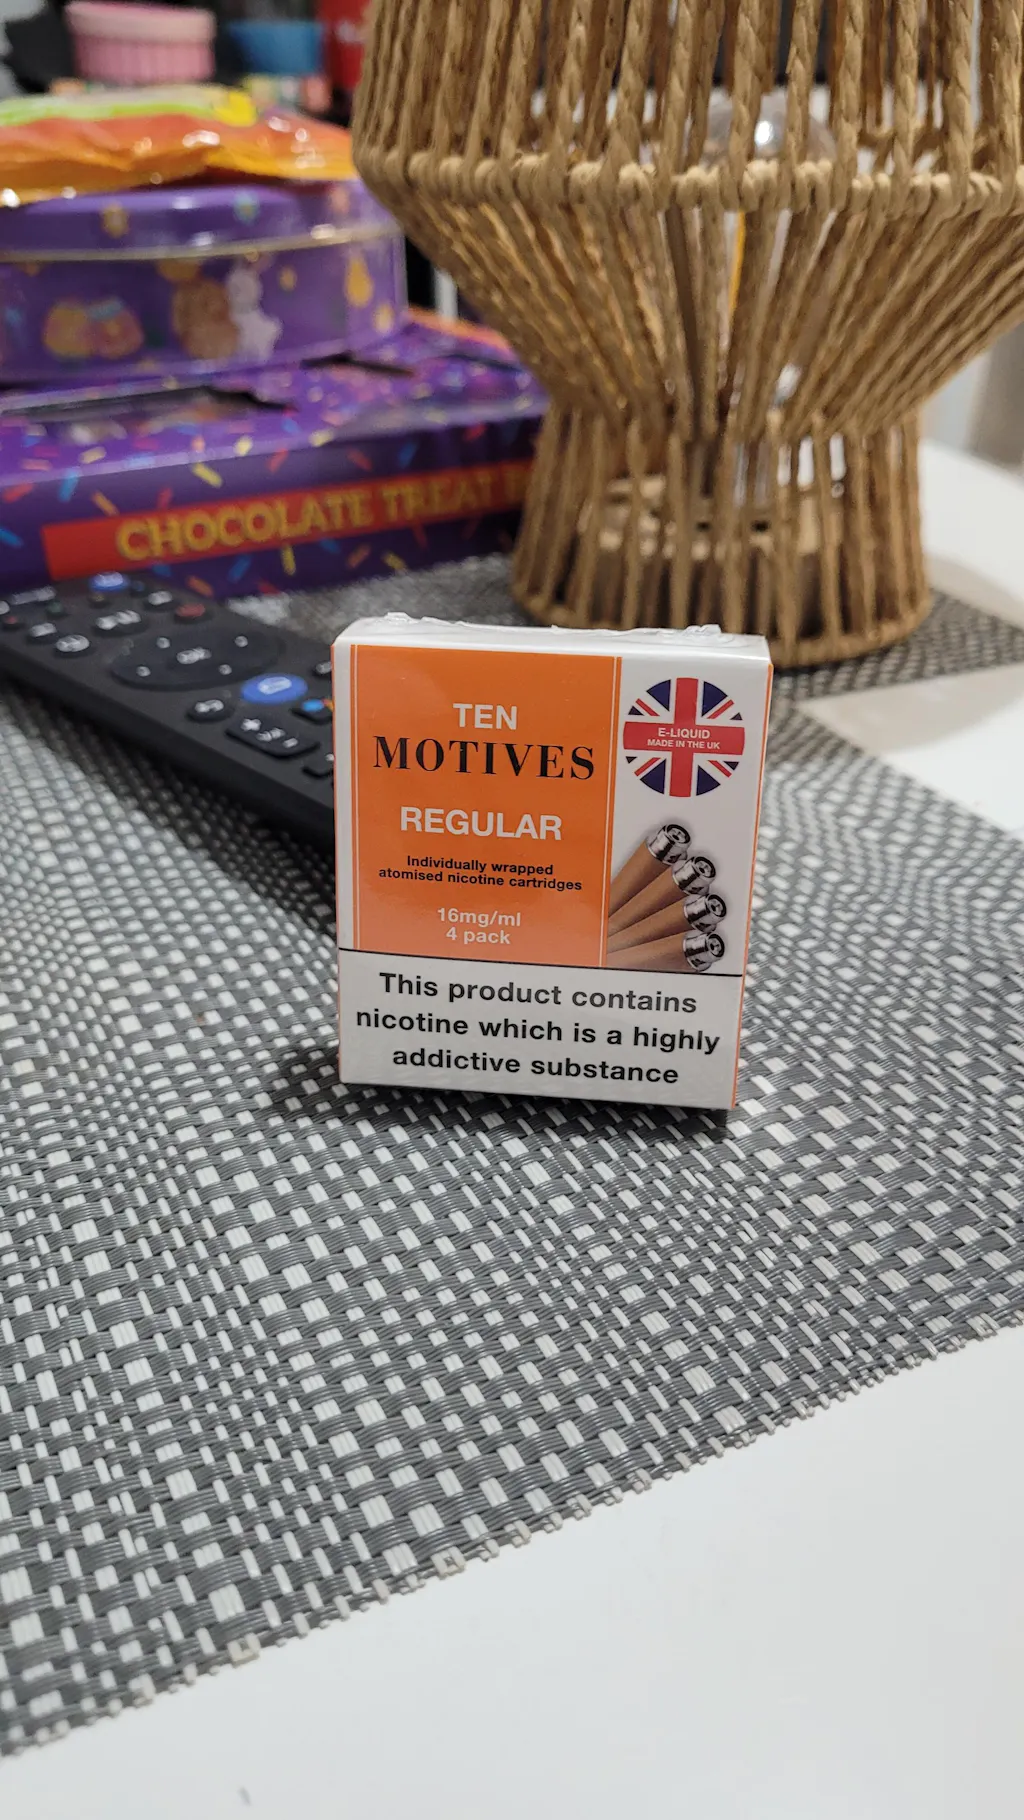 CHOCOLATE TREAT
TEN
MOTIVES
REGULAR
Individually wrapped
atomised nicotine cartridges
16mg/ml
4 pack
E-LIQUID
MADE IN THE UK
This product contains
nicotine which is a highly
addictive substance